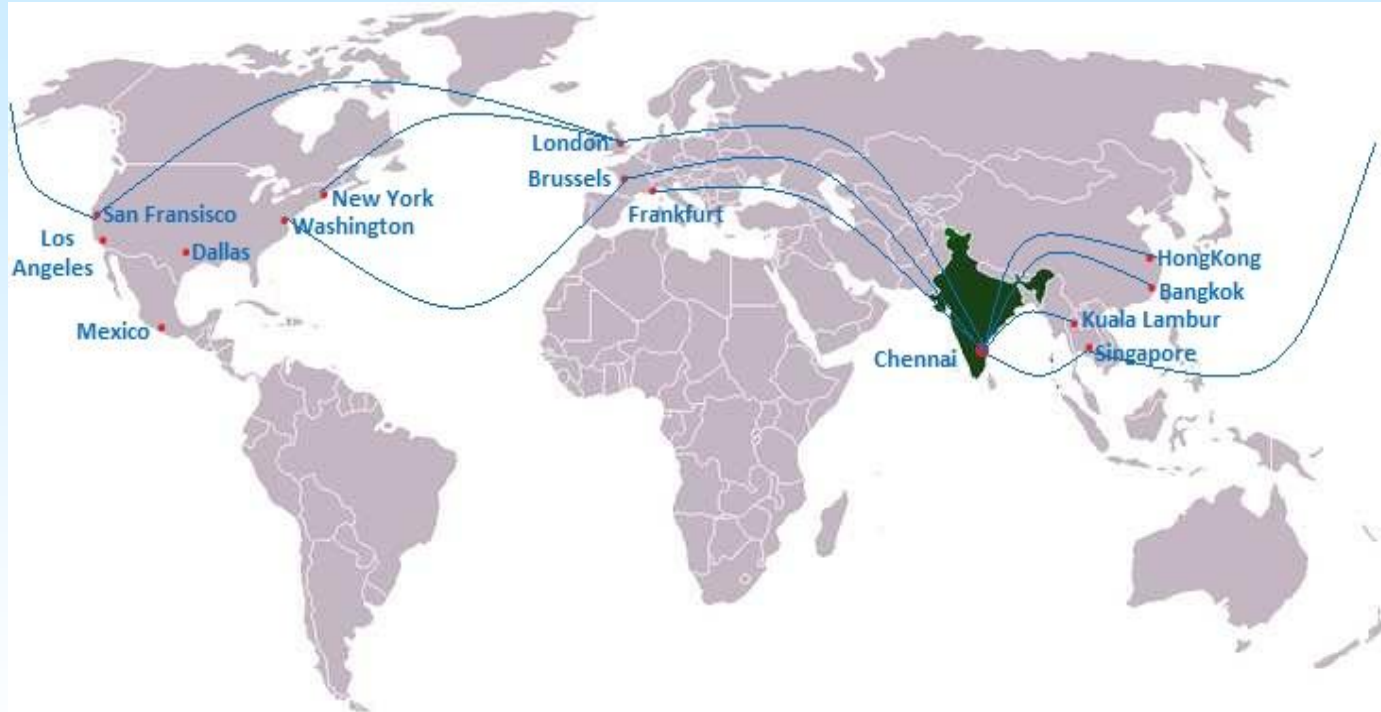 London
Brussels
New York
Frankfurt
San Fransisco
Washington
Los
Angeles
Dallas
HongKong
Bangkok
Mexico
Kuala Lambur
Chennai
Singapore